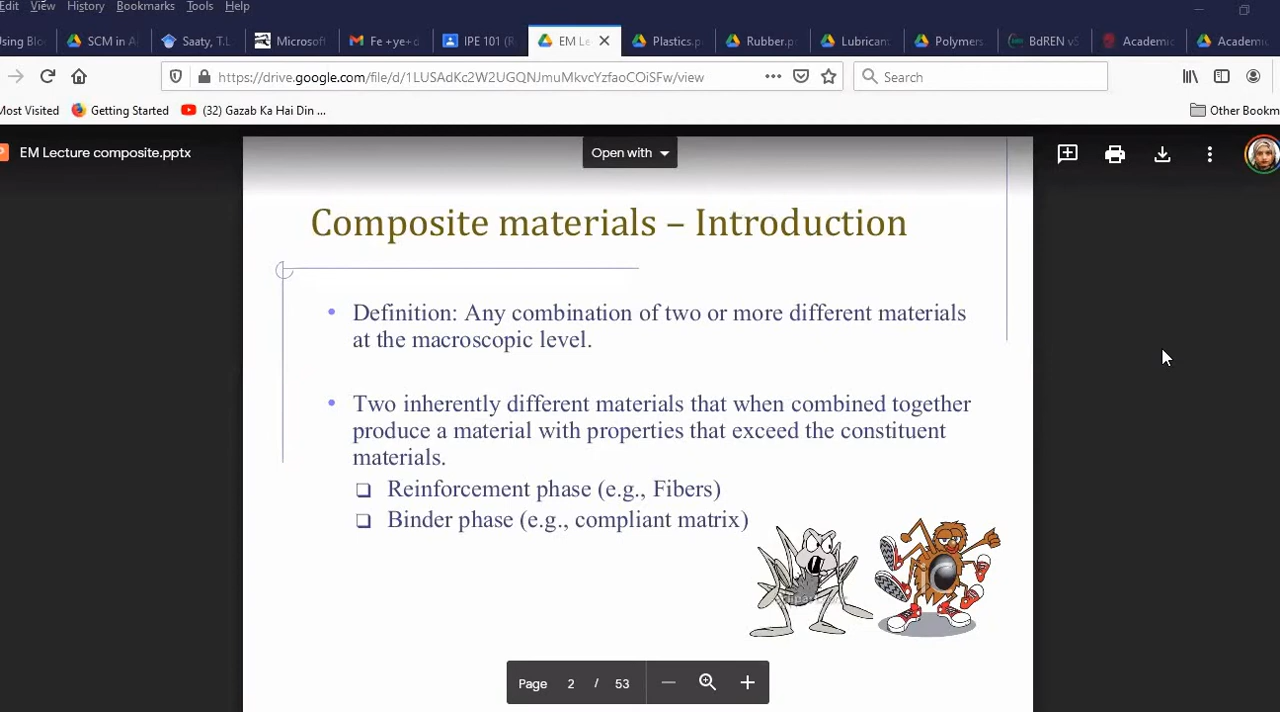 Edit View History Bookmarks Tools Help
Using Blo SCM in A Saaty, T.L Microsoft Fe +ye+d IPE 101 (R EM Le Plastics.p Rubber.pp Lubrican Polymers BdREN vS Academic Academic
https://drive.google.com/file/d/1LUSAdKc2W2UGQNJmuMkvcYzfaoCOiSFw/view Search
Most Visited Getting Started (32) Gazab Ka Hai Din ... Other Bookm
EM Lecture composite.pptx Open with
Composite materials – Introduction
• Definition: Any combination of two or more different materials
at the macroscopic level.
• Two inherently different materials that when combined together
produce a material with properties that exceed the constituent
materials.
❑ Reinforcement phase (e.g., Fibers)
❑ Binder phase (e.g., compliant matrix)
Page 2 / 53